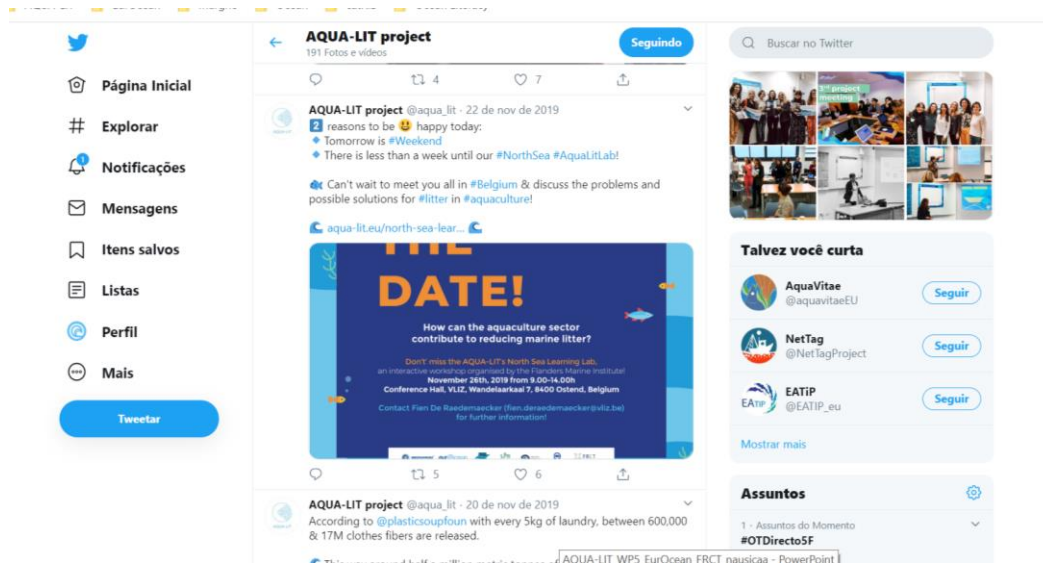 Página Inicial
Explorar
Notificações
1
Mensagens
Itens salvos
Listas
Perfil
Mais
Tweetar
AQUA-LIT project
191 Fotos e vídeos
Seguindo
4
7
AQUA-LIT project @aqua_lit · 22 de nov de 2019
2 reasons to be 😃 happy today:
🔹 Tomorrow is #Weekend
🔹 There is less than a week until our #NorthSea #AquaLitLab!
🐟 Can't wait to meet you all in #Belgium & discuss the problems and
possible solutions for #litter in #aquaculture!
🌊 aqua-lit.eu/north-sea-lear... 🌊
THE
DATE!
How can the aquaculture sector
contribute to reducing marine litter?
Don't miss the AQUA-LIT's North Sea Learning Lab,
an interactive workshop organised by the Flanders Marine Institute!
November 26th, 2019 from 9.00-14.00h
Conference Hall, VLIZ, Wandelaarkaai 7, 8400 Ostend, Belgium
Contact Fien De Raedemaecker (fien.deraedemaecker@vliz.be)
for further information!
5
6
AQUA-LIT project @aqua_lit · 20 de nov de 2019
According to @plasticsoupfoun with every 5kg of laundry, between 600,000
& 17M clothes fibers are released.
AQUA-LIT_WP5_EurOcean_FRCT_nausicaa - PowerPoint
Buscar no Twitter
3rd project
meeting
Talvez você curta
AquaVitae
@aquavitaeEU
Seguir
NetTag
@NetTagProject
Seguir
EATiP
@EATIP_eu
Seguir
Mostrar mais
Assuntos
1 · Assuntos do Momento
#OTDirecto5F